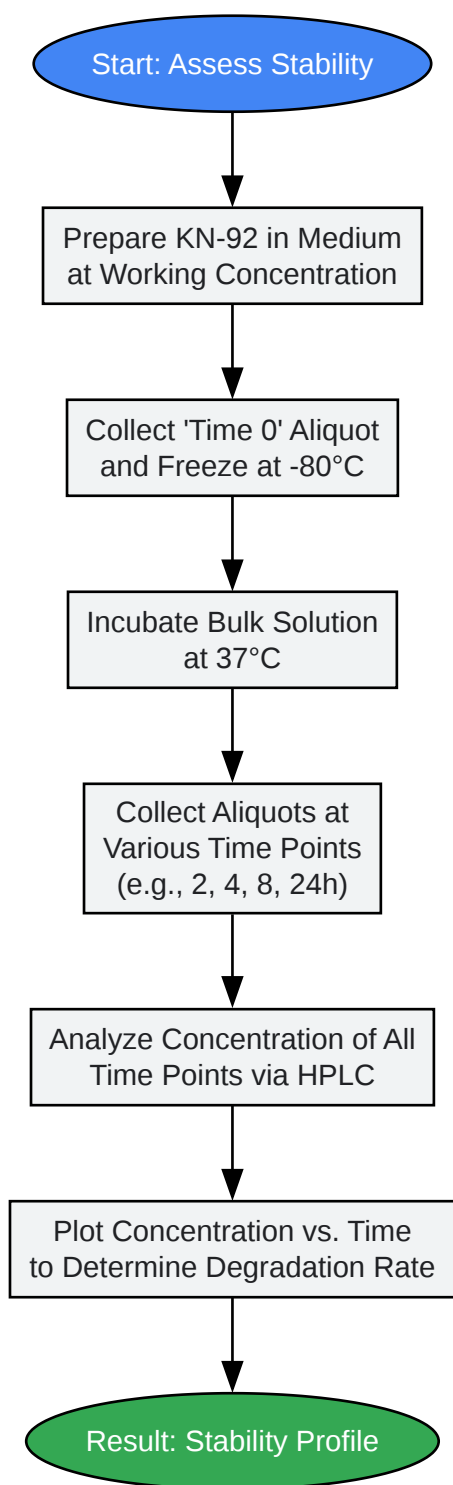 Start: Assess Stability
Prepare KN-92 in Medium
at Working Concentration
Collect 'Time 0' Aliquot
and Freeze at -80°C
Incubate Bulk Solution
at 37°C
Collect Aliquots at
Various Time Points
(e.g., 2, 4, 8, 24h)
Analyze Concentration of All
Time Points via HPLC
Plot Concentration vs. Time
to Determine Degradation Rate
Result: Stability Profile